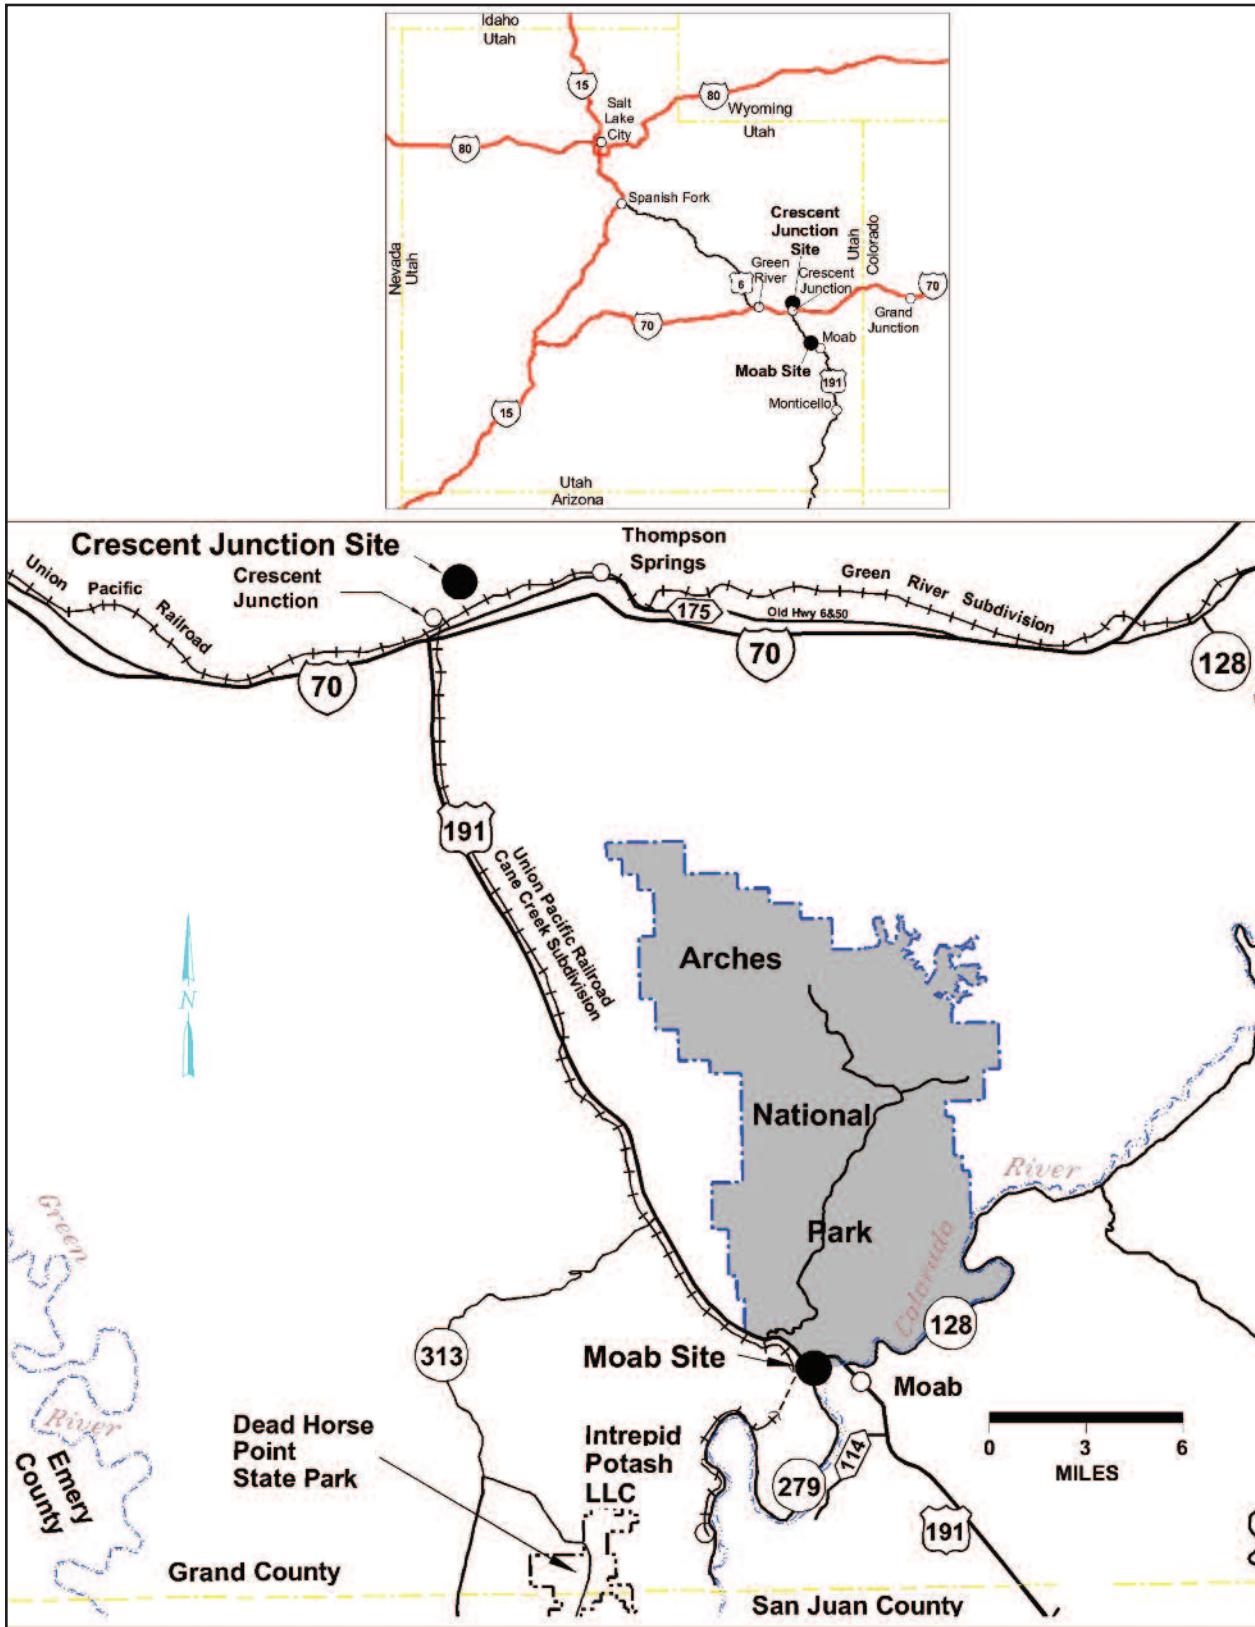 Idaho
Utah
15
Salt
Lake
City
80
Wyoming
Utah
80
Spanish Fork
Crescent
Junction
Site
Nevada
Utah
Utah
Colorado
Green
River
Crescent
Junction
6
70
Grand
Junction
70
Moab
Moab Site
191
Monticello
15
Utah
Arizona
Crescent Junction Site
Thompson
Springs
Union Pacific Railroad
Crescent
Junction
Green River Subdivision
175
Old Hwy 6&50
70
70
128
191
Union Pacific Railroad
Cane Creek Subdivision
N
Arches
National
Park
River
Colorado
Green
River
128
313
Moab Site
Moab
Dead Horse
Point
State Park
Intrepid
Potash
LLC
279
114
0 3 6
MILES
191
Emery
County
Grand County
San Juan County